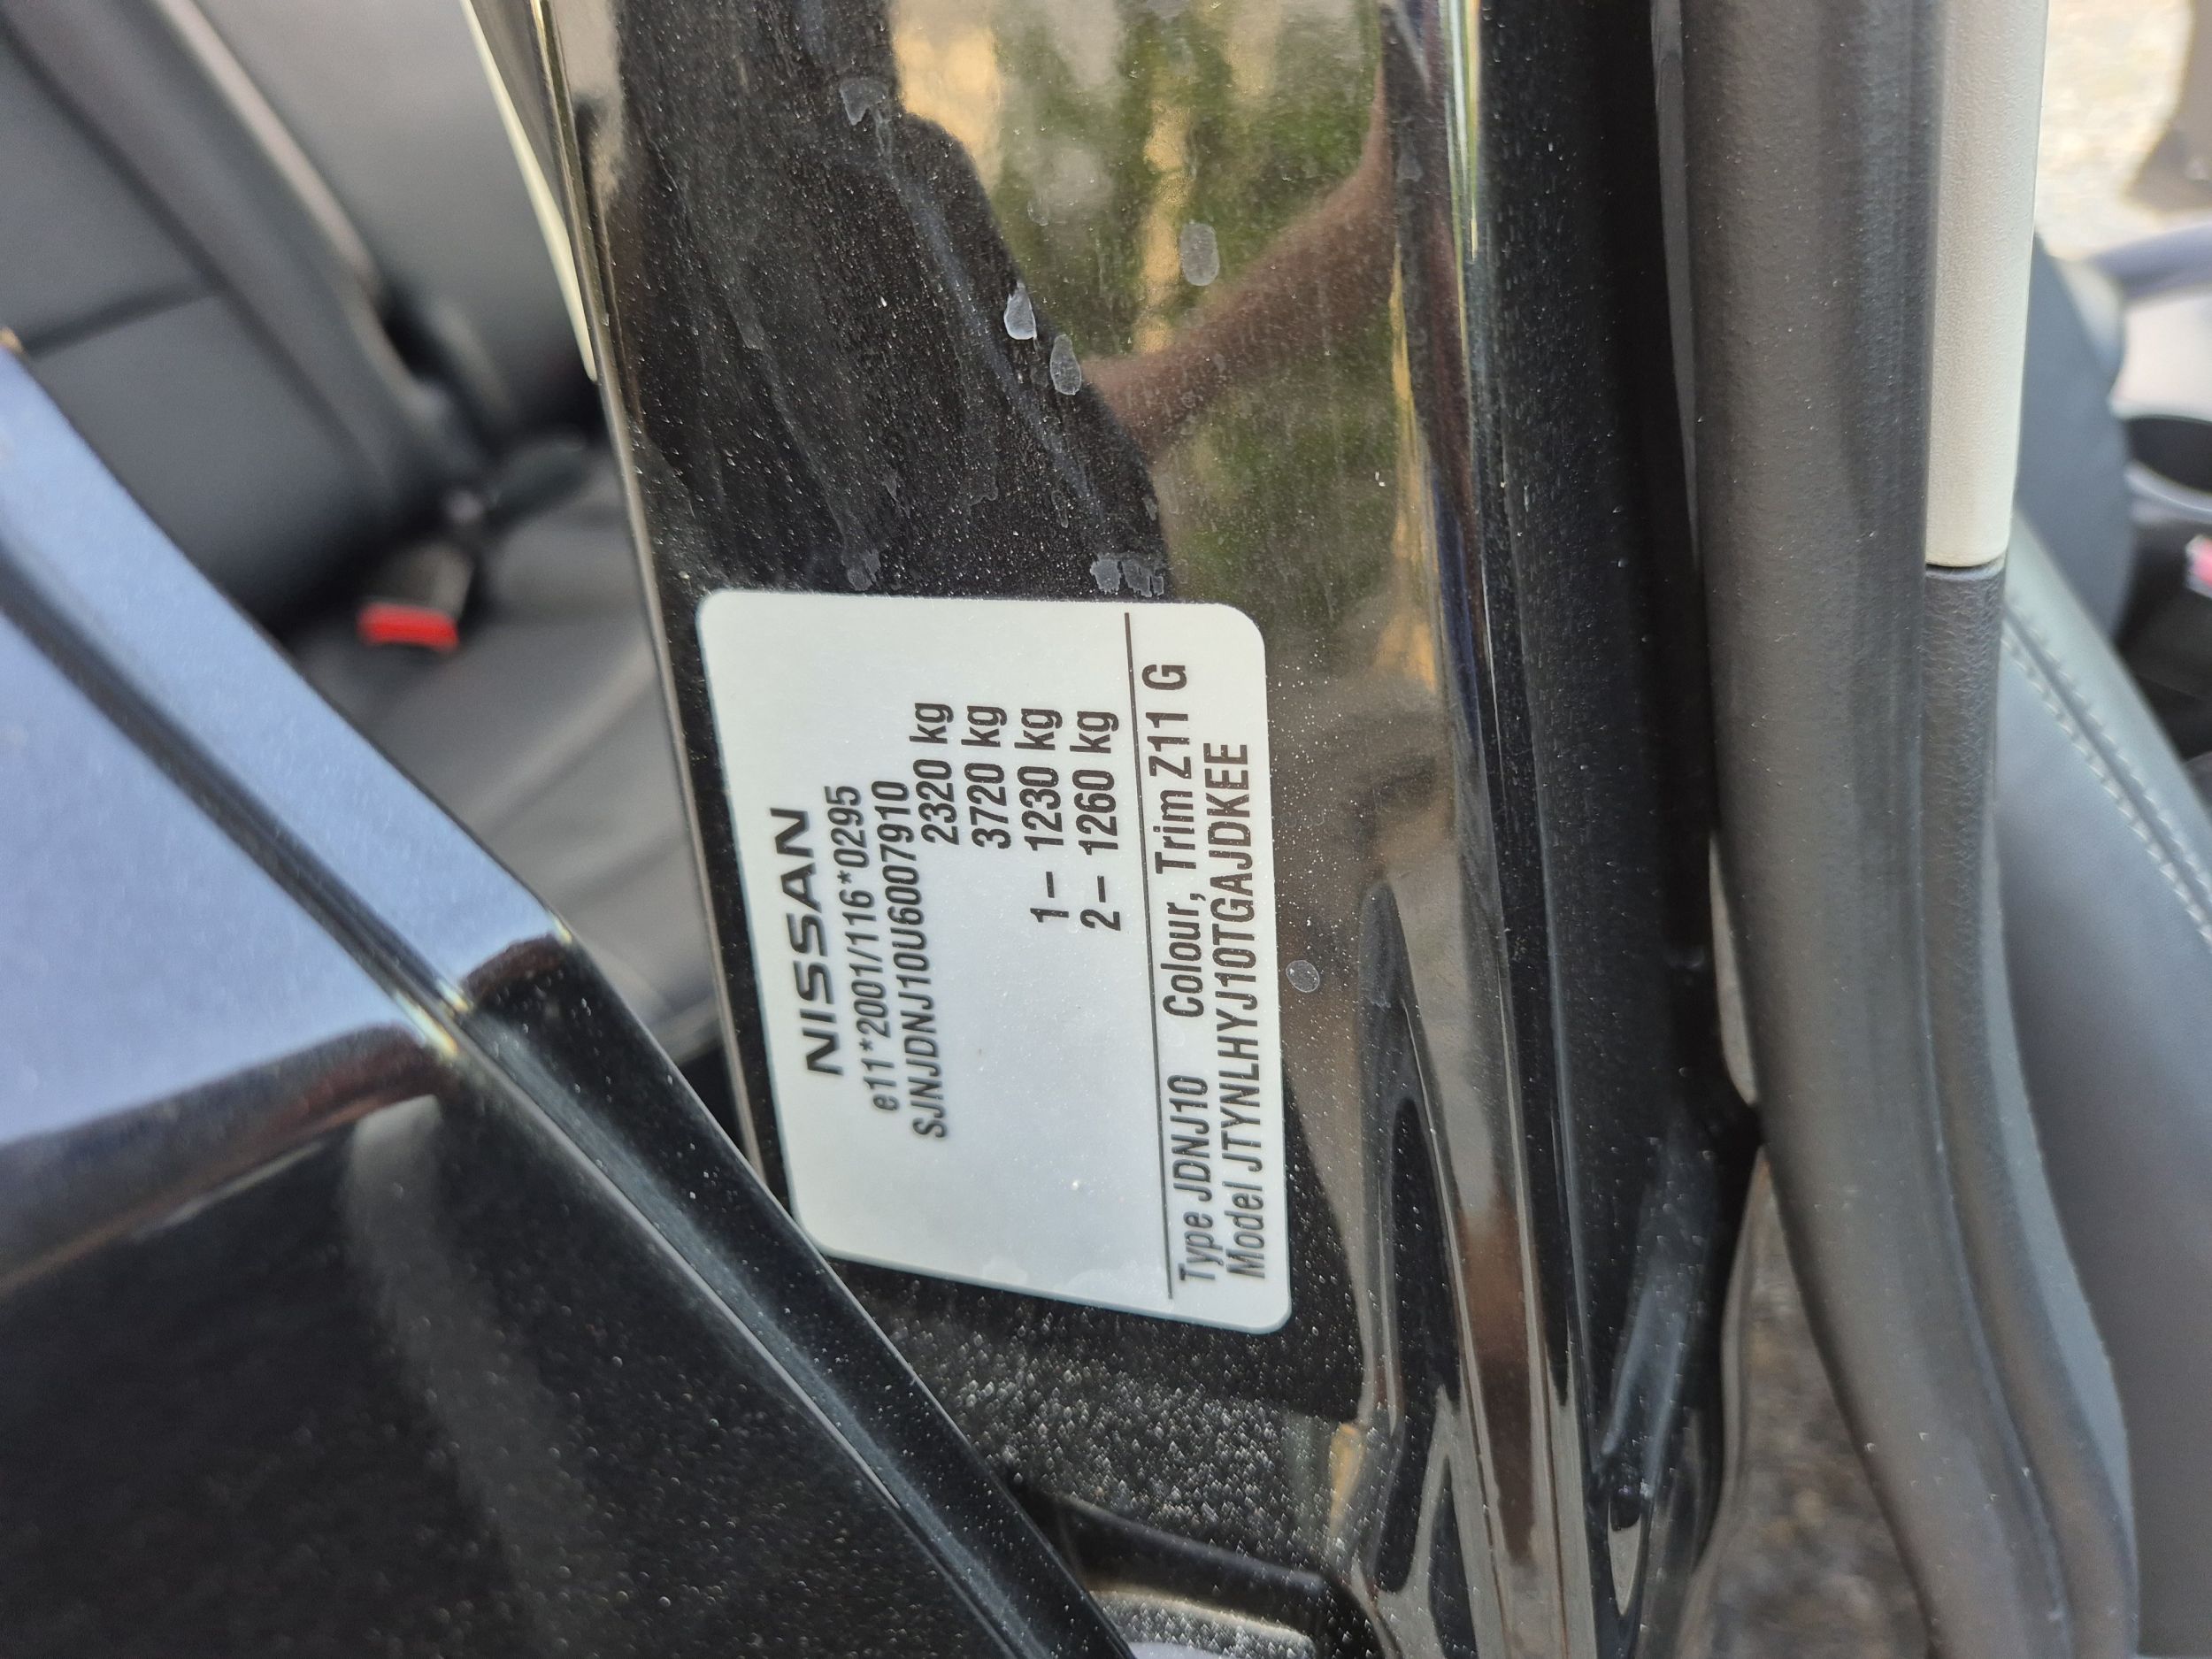 NISSAN
e11*2001/116*0295
SJNJDNJ10U6007910
2320 kg
3720 kg
1– 1230 kg
2– 1260 kg
Type JDNJ10 Colour, Trim Z11 G
Model JTYNLHYJ10TGAJDKEE